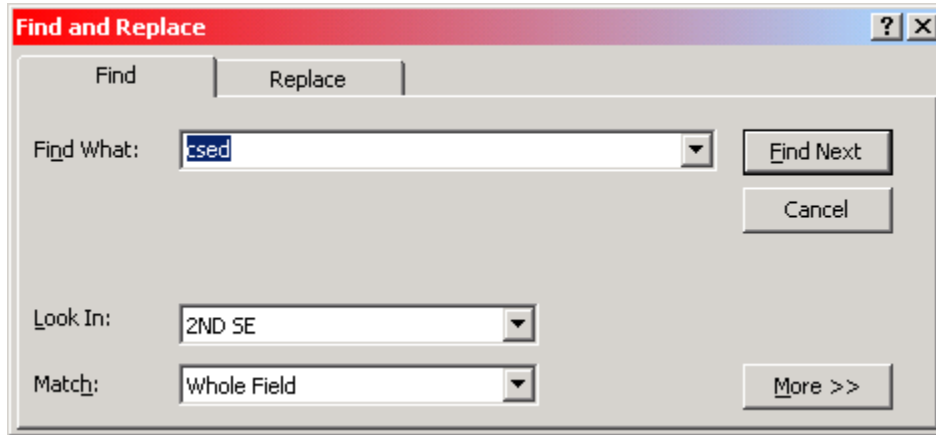 Find and Replace
Find Replace
Find What: csed Find Next
Cancel
Look In: 2ND SE
Match: Whole Field More >>